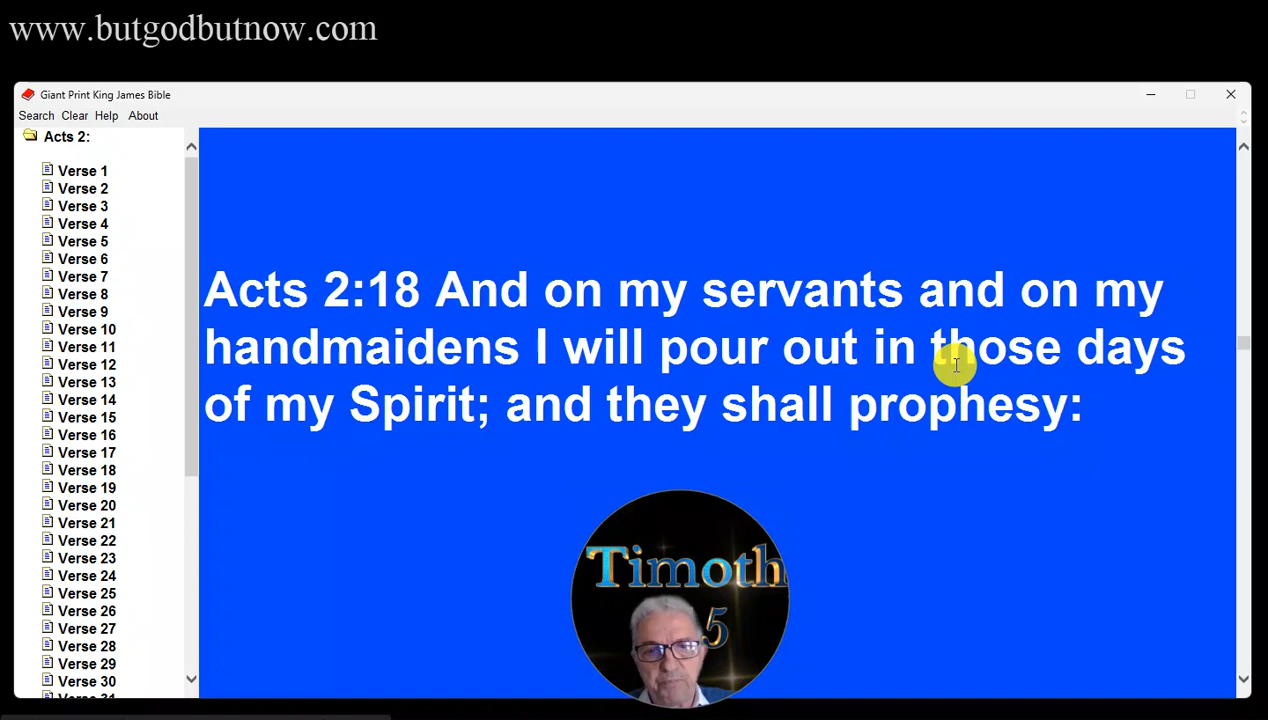 www.butgodbutnow.com
Giant Print King James Bible
Search Clear Help About
Acts 2:
Verse 1
Verse 2
Verse 3
Verse 4
Verse 5
Verse 6
Verse 7
Verse 8
Verse 9
Verse 10
Verse 11
Verse 12
Verse 13
Verse 14
Verse 15
Verse 16
Verse 17
Verse 18
Verse 19
Verse 20
Verse 21
Verse 22
Verse 23
Verse 24
Verse 25
Verse 26
Verse 27
Verse 28
Verse 29
Verse 30
Acts 2:18 And on my servants and on my
handmaidens I will pour out in those days
of my Spirit; and they shall prophesy:
Timoth
5